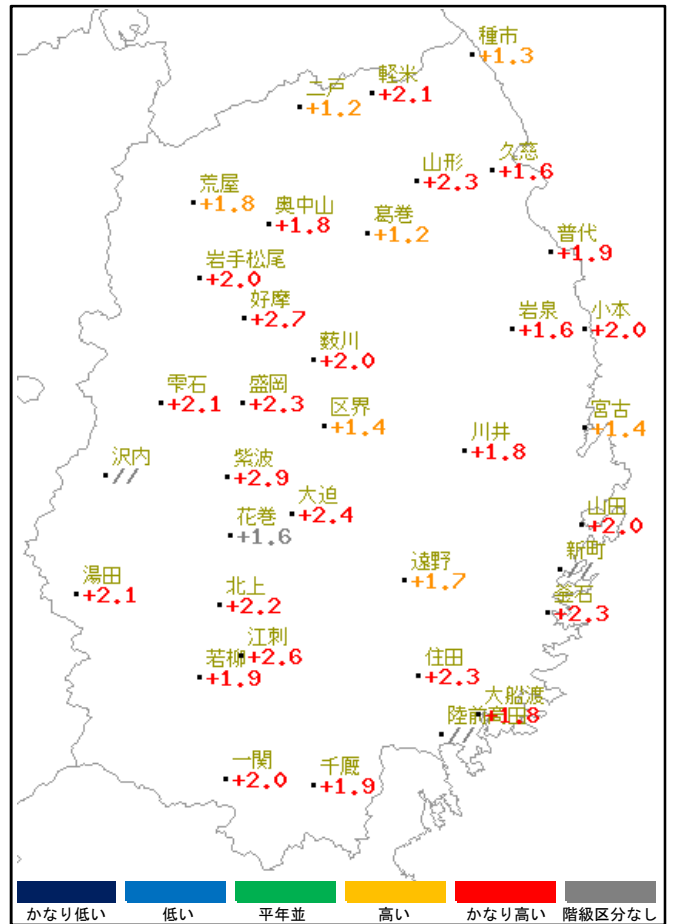 種市
+1.3
軽米
+2.1
二戸
+1.2
久慈
+1.6
山形
+2.3
荒屋
+1.8
奥中山
+1.8
葛巻
+1.2
普代
+1.9
岩手松尾
+2.0
好摩
+2.7
岩泉
+1.6
小本
+2.0
薮川
+2.0
雫石
+2.1
盛岡
+2.3
区界
+1.4
川井
+1.8
宮古
+1.4
沢内
//
紫波
+2.9
大迫
+2.4
花巻
+1.6
山田
+2.0
新町
//
湯田
+2.1
北上
+2.2
遠野
+1.7
釜石
+2.3
江刺
+2.6
若柳
+1.9
住田
+2.3
大船渡
+1.8
陸前高田
//
一関
+2.0
千厩
+1.9
かなり低い 低い 平年並 高い かなり高い 階級区分なし